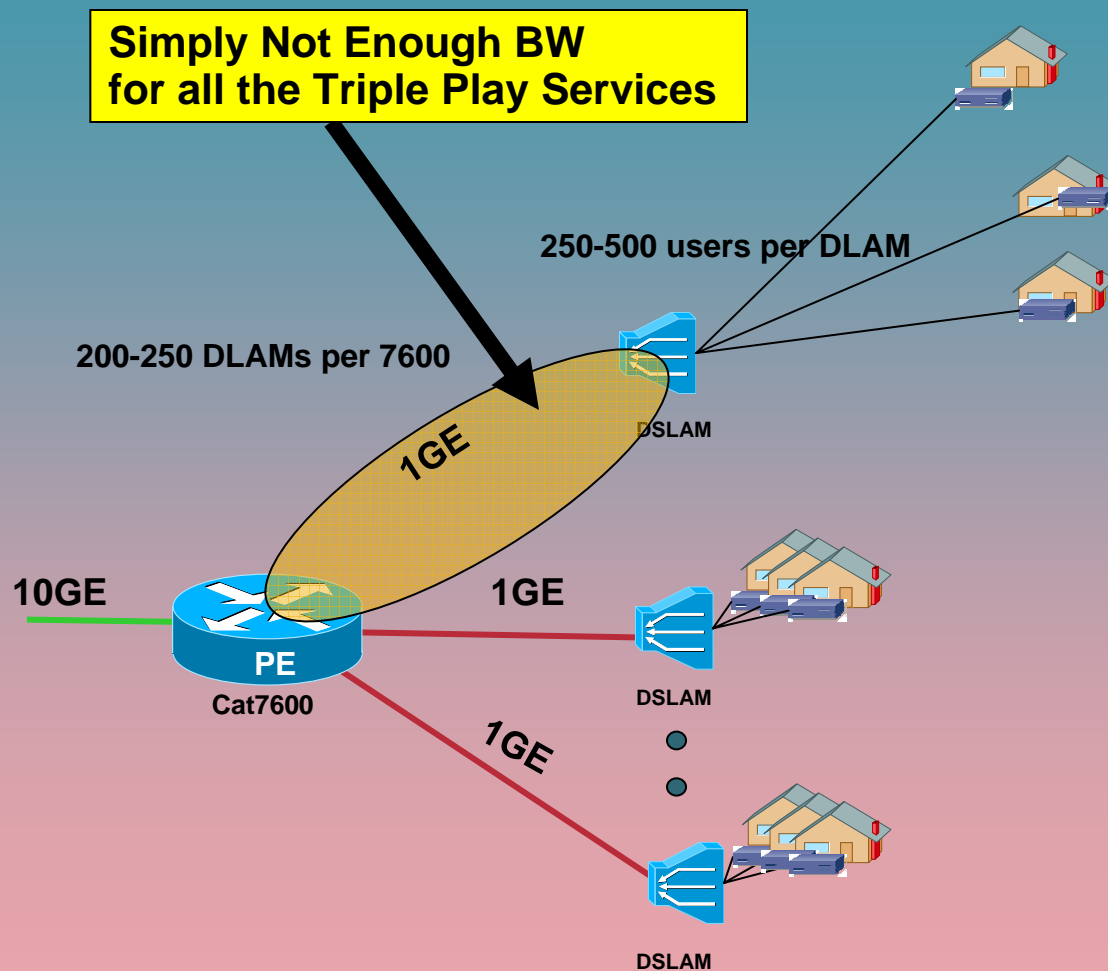 Simply Not Enough BW
for all the Triple Play Services
250-500 users per DLAM
200-250 DLAMs per 7600
DSLAM
1GE
10GE
1GE
PE
Cat7600
DSLAM
1GE
DSLAM